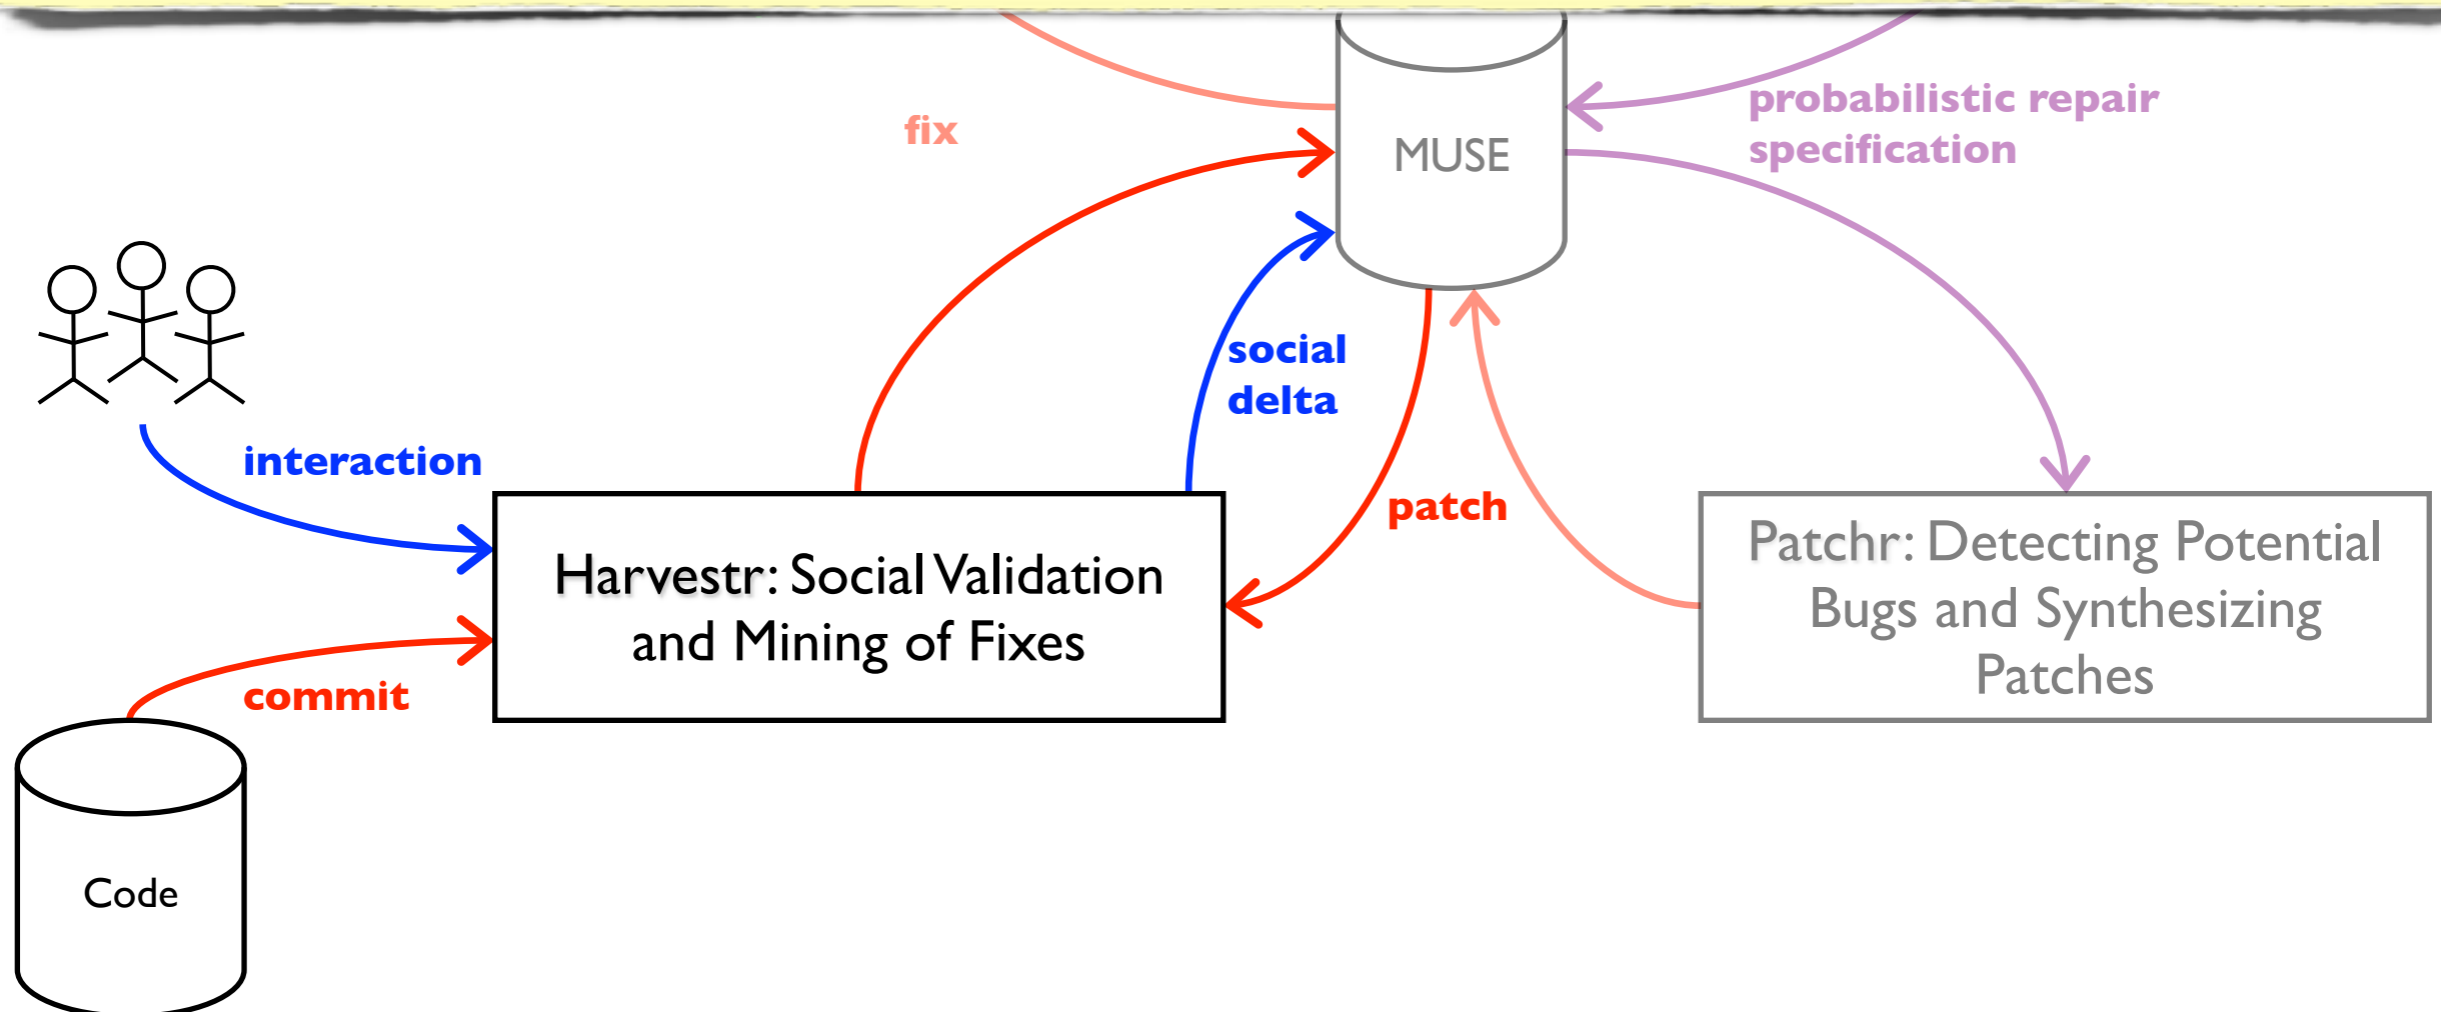 probabilistic repair
specification
fix
MUSE
social
delta
interaction
patch
Harvestr: Social Validation
and Mining of Fixes
Patchr: Detecting Potential
Bugs and Synthesizing
Patches
commit
Code